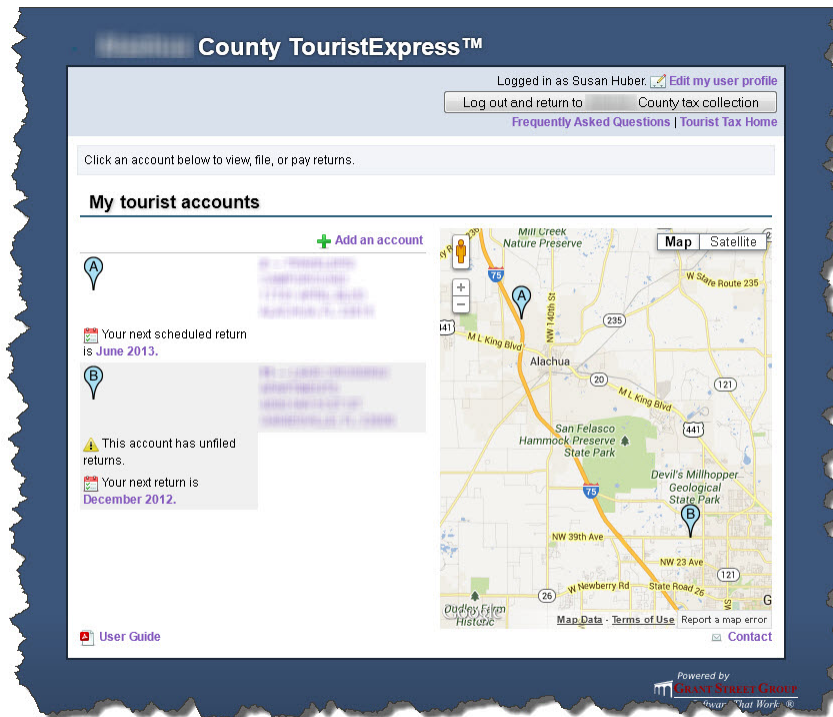 County TouristExpress™
Logged in as Susan Huber. Edit my user profile
Log out and return to County tax collection
Frequently Asked Questions | Tourist Tax Home
Click an account below to view, file, or pay returns.
My tourist accounts
Add an account
A
Your next scheduled return
is June 2013.
B
This account has unfiled
returns.
Your next return is
December 2012.
Mill Creek
Nature Preserve
Map Satellite
75
W State Route 235
+
−
A
NW 140th St
235
441
M L King Blvd
Alachua
20
M L King Blvd
121
441
San Felasco
Hammock Preserve
State Park
Devil's Millhopper
Geological
State Park
75
B
NW 39th Ave
NW 23 Ave
121
W Newberry Rd
State Road 26
26
G
Dudley Farm
Historic
Google
Map Data - Terms of Use Report a map error
User Guide
Contact
Powered by
GRANT STREET GROUP
That Work ®